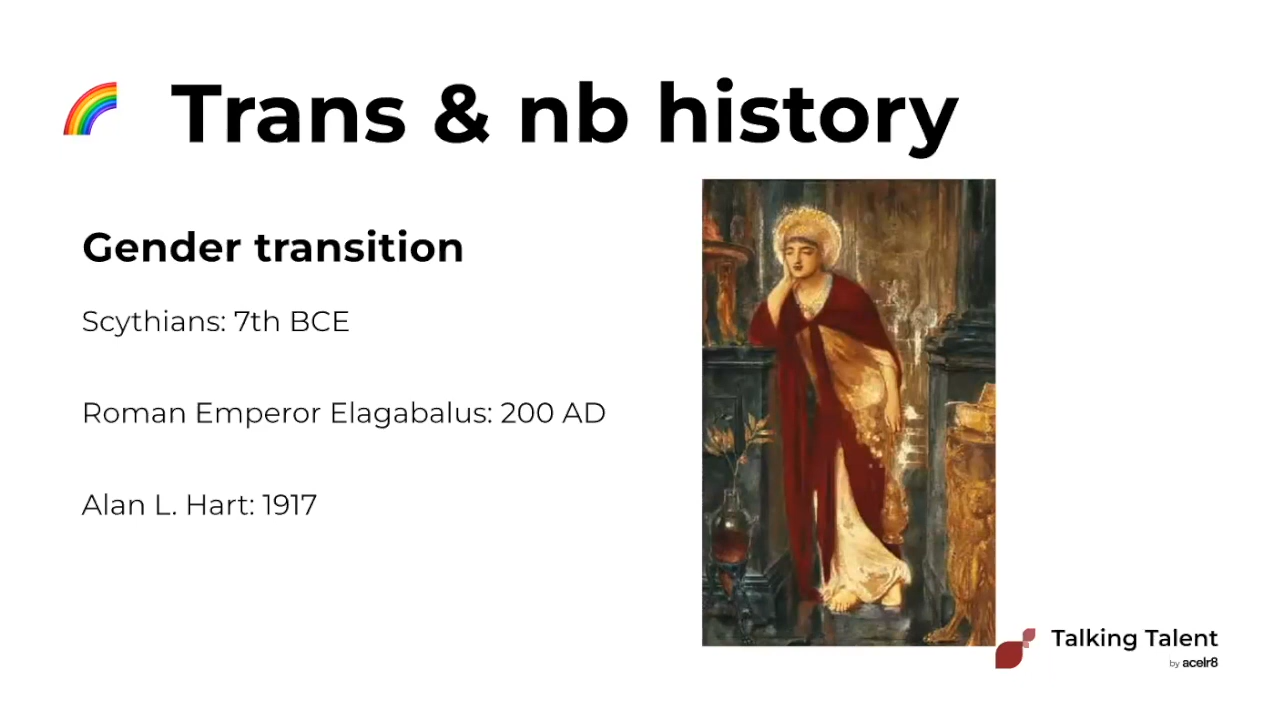 Trans & nb history
Gender transition
Scythians: 7th BCE
Roman Emperor Elagabalus: 200 AD
Alan L. Hart: 1917
Talking Talent
by acelr8